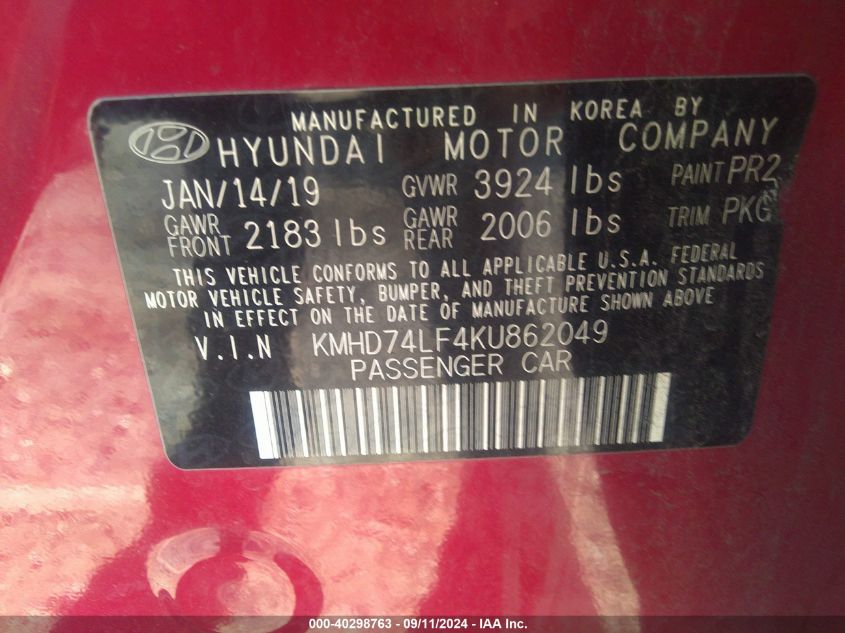 MANUFACTURED IN KOREA BY
HYUNDAI MOTOR COMPANY
JAN/14/19 GVWR 3924 lbs PAINT PR2
GAWR FRONT 2183 lbs GAWR REAR 2006 lbs TRIM PKG
THIS VEHICLE CONFORMS TO ALL APPLICABLE U.S.A. FEDERAL
MOTOR VEHICLE SAFETY, BUMPER, AND THEFT PREVENTION STANDARDS
IN EFFECT ON THE DATE OF MANUFACTURE SHOWN ABOVE
V.I.N KMHD74LF4KU862049
PASSENGER CAR
000-40298763 - 09/11/2024 - IAA Inc.